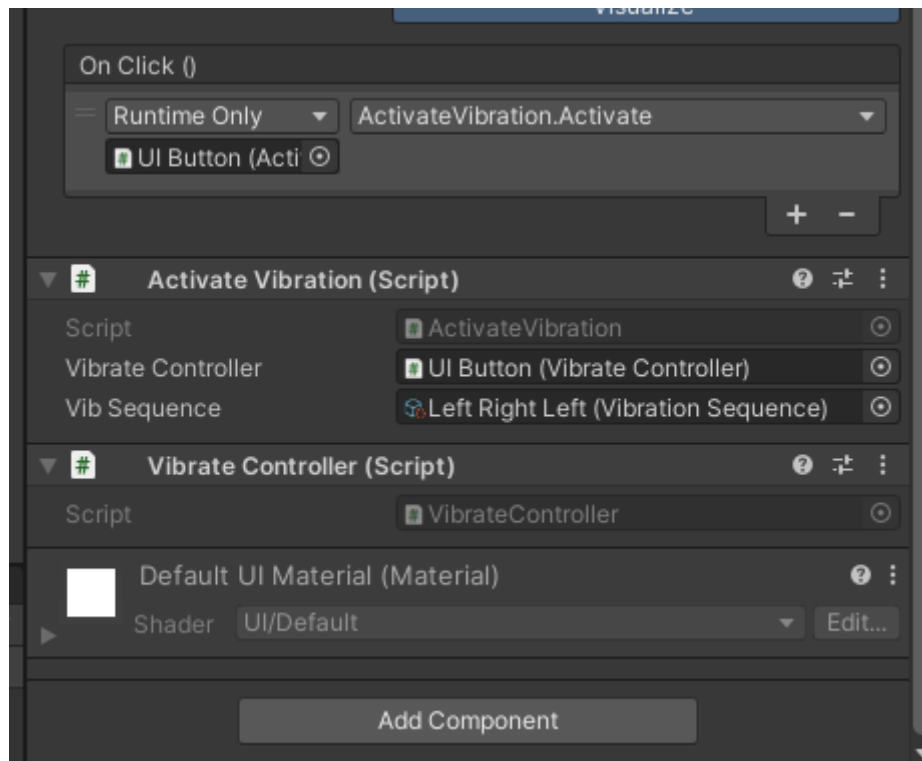 Visualize
On Click ()
Runtime Only ActivateVibration.Activate
UI Button (Acti
Activate Vibration (Script)
Script ActivateVibration
Vibrate Controller UI Button (Vibrate Controller)
Vib Sequence Left Right Left (Vibration Sequence)
Vibrate Controller (Script)
Script VibrateController
Default UI Material (Material)
Shader UI/Default Edit...
Add Component